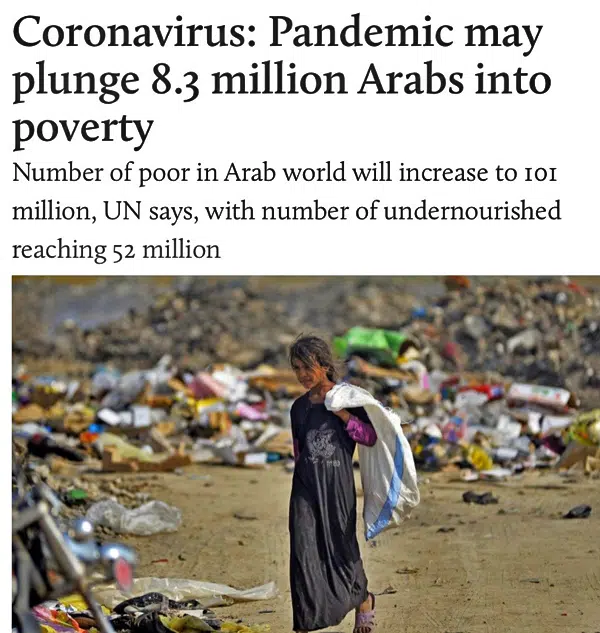 Coronavirus: Pandemic may
plunge 8.3 million Arabs into
poverty
Number of poor in Arab world will increase to 101
million, UN says, with number of undernourished
reaching 52 million